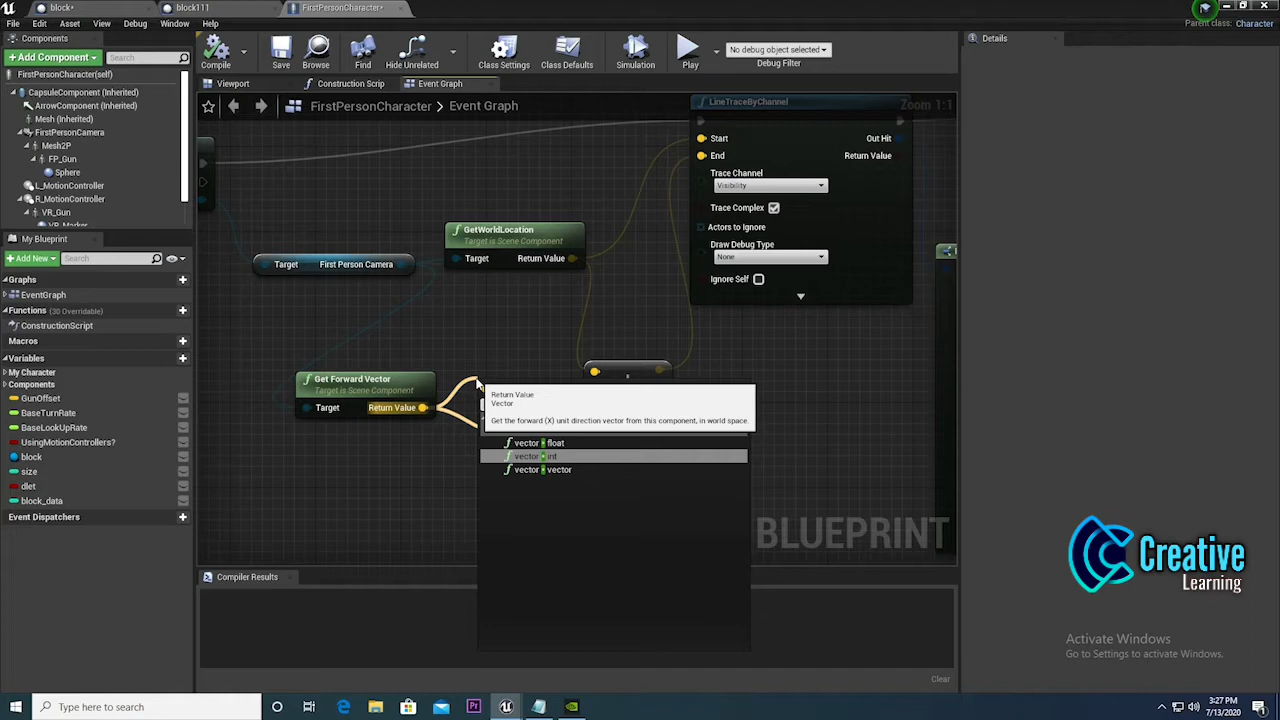 block*
block111
FirstPersonCharacter*
File Edit Asset View Debug Window Help
Parent class: Character
Components
+Add Component
Search
FirstPersonCharacter(self)
CapsuleComponent (Inherited)
ArrowComponent (Inherited)
Mesh (Inherited)
FirstPersonCamera
Mesh2P
FP_Gun
Sphere
L_MotionController
R_MotionController
VR_Gun
My Blueprint
+Add New
Search
Graphs
EventGraph
Functions (30 Overridable)
ConstructionScript
Macros
Variables
My Character
Components
GunOffset
BaseTurnRate
BaseLookUpRate
UsingMotionControllers?
block
size
dlet
block_data
Event Dispatchers
Compile
Save
Browse
Find
Hide Unrelated
Class Settings
Class Defaults
Simulation
Play
No debug object selected
Debug Filter
Viewport
Construction Scrip
Event Graph
FirstPersonCharacter > Event Graph
Zoom 1:1
LineTraceByChannel
Start
Out Hit
End
Return Value
Trace Channel
Visibility
Trace Complex
Actors to Ignore
Draw Debug Type
None
Ignore Self
GetWorldLocation
Target is Scene Component
Target
Return Value
Target
First Person Camera
Get Forward Vector
Target is Scene Component
Target
Return Value
Return Value
Vector
Get the forward (X) unit direction vector from this component, in world space.
vector * float
vector * int
vector * vector
BLUEPRINT
Compiler Results
Clear
Details
Creative
Learning
Activate Windows
Go to Settings to activate Windows.
Type here to search
3:27 PM
7/13/2020